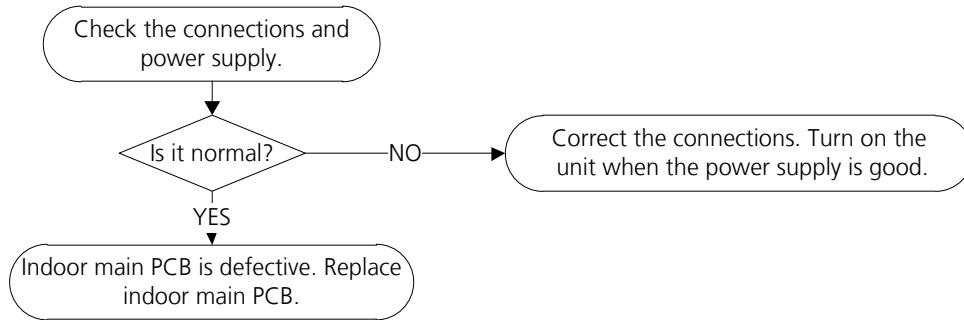 Check the connections and
power supply.
Is it normal?
NO
Correct the connections. Turn on the
unit when the power supply is good.
YES
Indoor main PCB is defective. Replace
indoor main PCB.